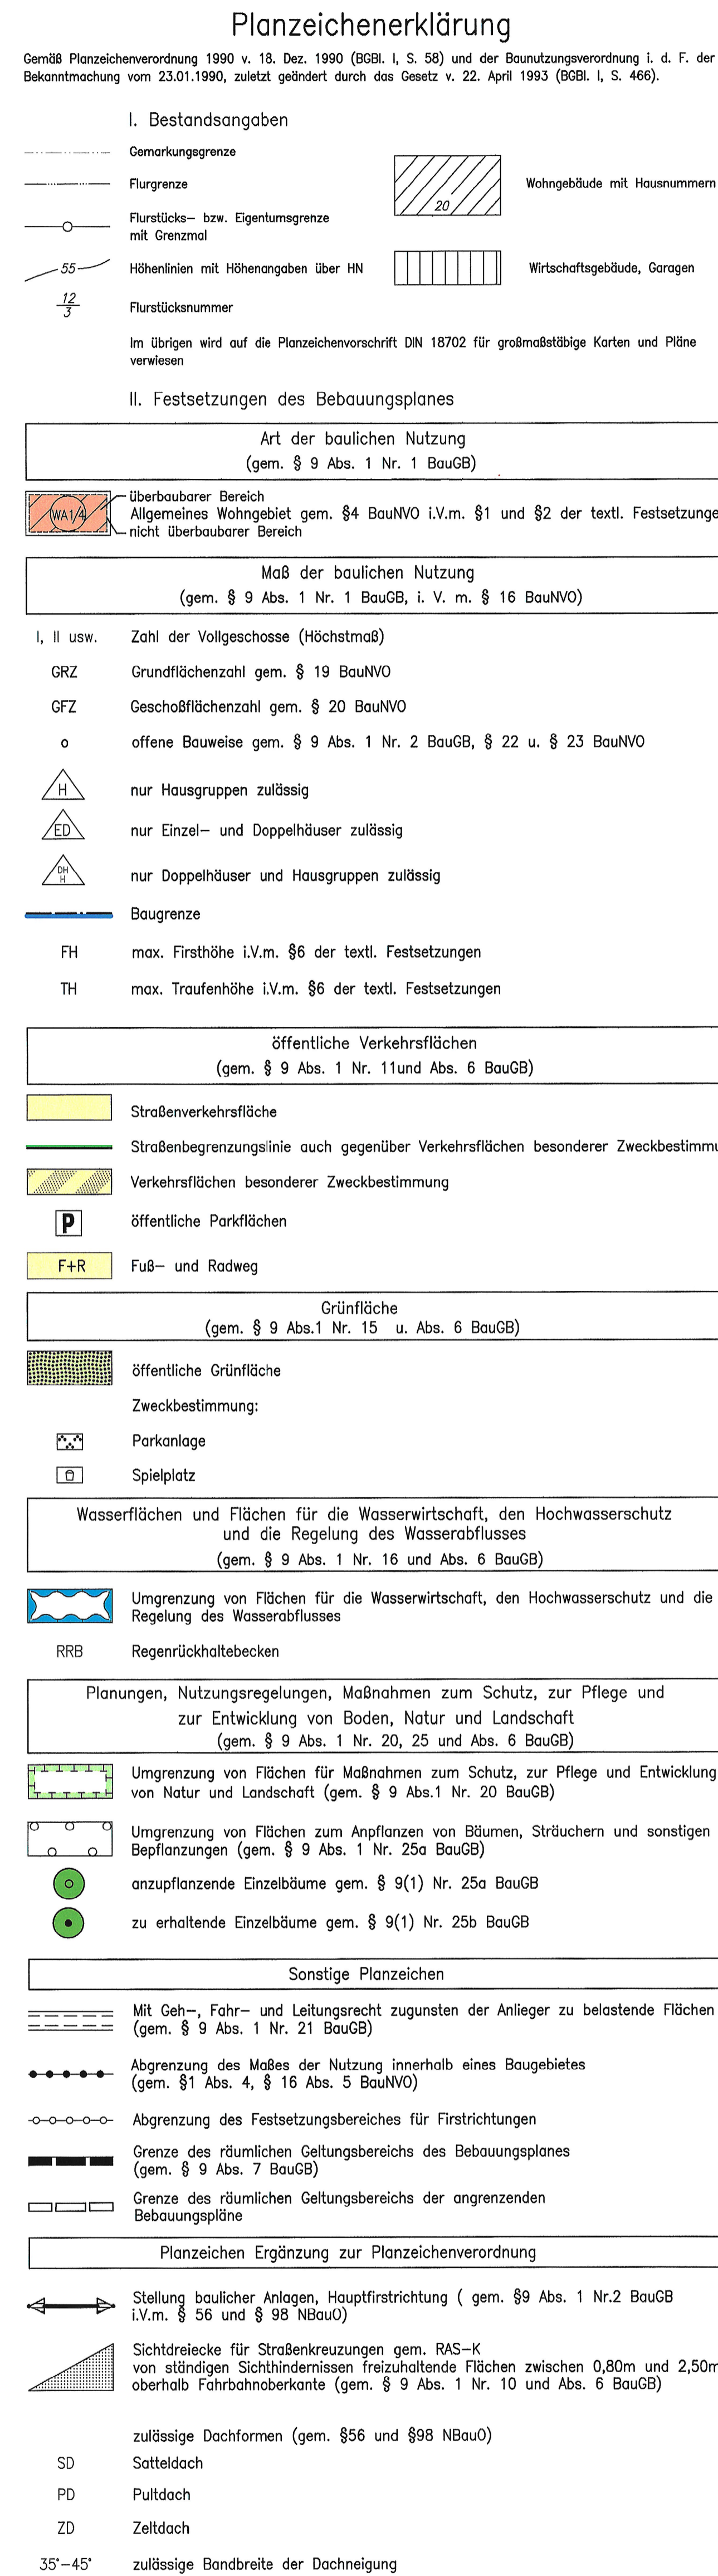 Planzeichenerklärung
Gemäß Planzeichenverordnung 1990 v. 18. Dez. 1990 (BGBl. I, S. 58) und der Baunutzungsverordnung i. d. F. der
Bekanntmachung vom 23.01.1990, zuletzt geändert durch das Gesetz v. 22. April 1993 (BGBl. I, S. 466).
I. Bestandsangaben
Gemarkungsgrenze
Flurgrenze
20 Wohngebäude mit Hausnummern
Flurstücks- bzw. Eigentumsgrenze
mit Grenzmal
55 Höhenlinien mit Höhenangaben über HN
Wirtschaftsgebäude, Garagen
12
3 Flurstücksnummer
Im übrigen wird auf die Planzeichenvorschrift DIN 18702 für großmaßstäbige Karten und Pläne
verwiesen
II. Festsetzungen des Bebauungsplanes
Art der baulichen Nutzung
(gem. § 9 Abs. 1 Nr. 1 BauGB)
überbaubarer Bereich
WA1/4 Allgemeines Wohngebiet gem. §4 BauNVO i.V.m. §1 und §2 der textl. Festsetzunge
nicht überbaubarer Bereich
Maß der baulichen Nutzung
(gem. § 9 Abs. 1 Nr. 1 BauGB, i. V. m. § 16 BauNVO)
I, II usw. Zahl der Vollgeschosse (Höchstmaß)
GRZ Grundflächenzahl gem. § 19 BauNVO
GFZ Geschoßflächenzahl gem. § 20 BauNVO
o offene Bauweise gem. § 9 Abs. 1 Nr. 2 BauGB, § 22 u. § 23 BauNVO
H nur Hausgruppen zulässig
ED nur Einzel- und Doppelhäuser zulässig
DH
H nur Doppelhäuser und Hausgruppen zulässig
Baugrenze
FH max. Firsthöhe i.V.m. §6 der textl. Festsetzungen
TH max. Traufenhöhe i.V.m. §6 der textl. Festsetzungen
öffentliche Verkehrsflächen
(gem. § 9 Abs. 1 Nr. 11und Abs. 6 BauGB)
Straßenverkehrsfläche
Straßenbegrenzungslinie auch gegenüber Verkehrsflächen besonderer Zweckbestimmu
Verkehrsflächen besonderer Zweckbestimmung
P öffentliche Parkflächen
F+R Fuß- und Radweg
Grünfläche
(gem. § 9 Abs.1 Nr. 15 u. Abs. 6 BauGB)
öffentliche Grünfläche
Zweckbestimmung:
Parkanlage
Spielplatz
Wasserflächen und Flächen für die Wasserwirtschaft, den Hochwasserschutz
und die Regelung des Wasserabflusses
(gem. § 9 Abs. 1 Nr. 16 und Abs. 6 BauGB)
Umgrenzung von Flächen für die Wasserwirtschaft, den Hochwasserschutz und die
Regelung des Wasserabflusses
RRB Regenrückhaltebecken
Planungen, Nutzungsregelungen, Maßnahmen zum Schutz, zur Pflege und
zur Entwicklung von Boden, Natur und Landschaft
(gem. § 9 Abs. 1 Nr. 20, 25 und Abs. 6 BauGB)
Umgrenzung von Flächen für Maßnahmen zum Schutz, zur Pflege und Entwicklung
von Natur und Landschaft (gem. § 9 Abs.1 Nr. 20 BauGB)
Umgrenzung von Flächen zum Anpflanzen von Bäumen, Sträuchern und sonstigen
Bepflanzungen (gem. § 9 Abs. 1 Nr. 25a BauGB)
anzupflanzende Einzelbäume gem. § 9(1) Nr. 25a BauGB
zu erhaltende Einzelbäume gem. § 9(1) Nr. 25b BauGB
Sonstige Planzeichen
Mit Geh-, Fahr- und Leitungsrecht zugunsten der Anlieger zu belastende Flächen
(gem. § 9 Abs. 1 Nr. 21 BauGB)
Abgrenzung des Maßes der Nutzung innerhalb eines Baugebietes
(gem. §1 Abs. 4, § 16 Abs. 5 BauNVO)
Abgrenzung des Festsetzungsbereiches für Firstrichtungen
Grenze des räumlichen Geltungsbereichs des Bebauungsplanes
(gem. § 9 Abs. 7 BauGB)
Grenze des räumlichen Geltungsbereichs der angrenzenden
Bebauungspläne
Planzeichen Ergänzung zur Planzeichenverordnung
Stellung baulicher Anlagen, Hauptfirstrichtung ( gem. §9 Abs. 1 Nr.2 BauGB
i.V.m. § 56 und § 98 NBauO)
Sichtdreiecke für Straßenkreuzungen gem. RAS-K
von ständigen Sichthindernissen freizuhaltende Flächen zwischen 0,80m und 2,50m
oberhalb Fahrbahnoberkante (gem. § 9 Abs. 1 Nr. 10 und Abs. 6 BauGB)
zulässige Dachformen (gem. §56 und §98 NBauO)
SD Satteldach
PD Pultdach
ZD Zeltdach
35°-45° zulässige Bandbreite der Dachneigung